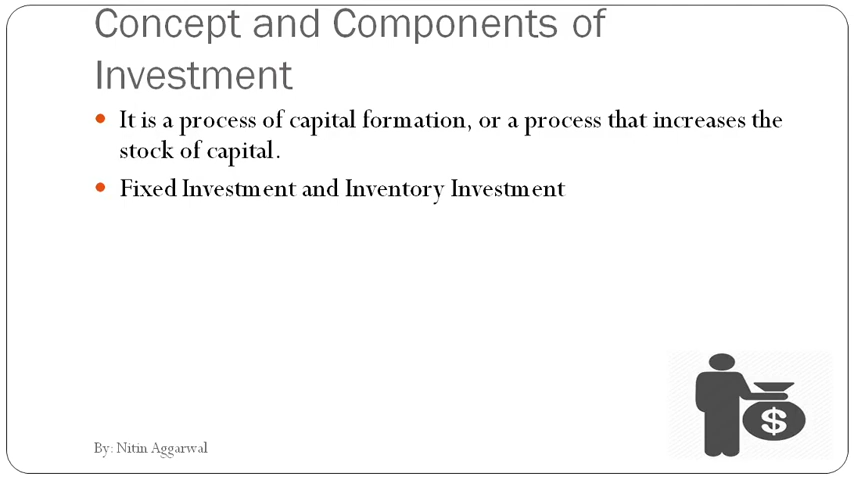 Concept and Components of
Investment
It is a process of capital formation, or a process that increases the
stock of capital.
Fixed Investment and Inventory Investment
$
By: Nitin Aggarwal